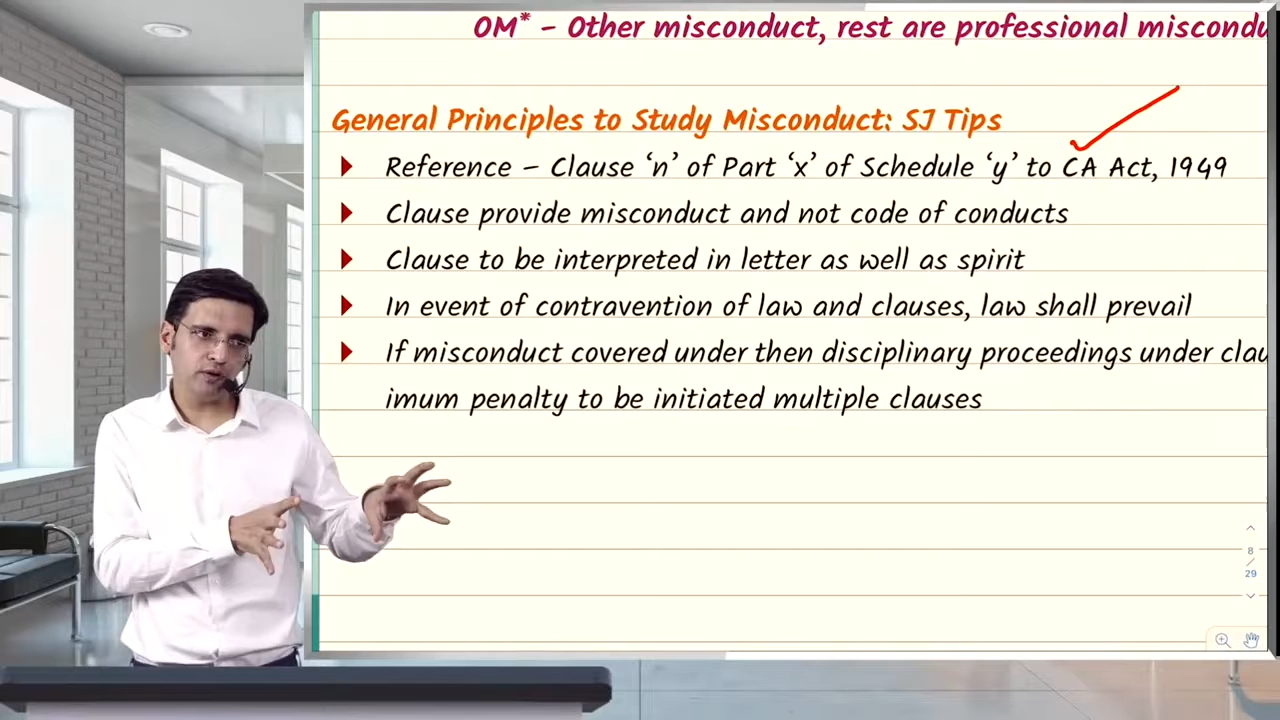 OM* - Other misconduct, rest are professional
General Principles to Study Misconduct: SJ Tips
Reference – Clause ‘n’ of Part ‘x’ of Schedule ‘y’ to CA Act, 1949
Clause provide misconduct and not code of conducts
Clause to be interpreted in letter as well as spirit
In event of contravention of law and clauses, law shall prevail
If misconduct covered under then disciplinary proceedings under
imum penalty to be initiated multiple clauses
8
/
29